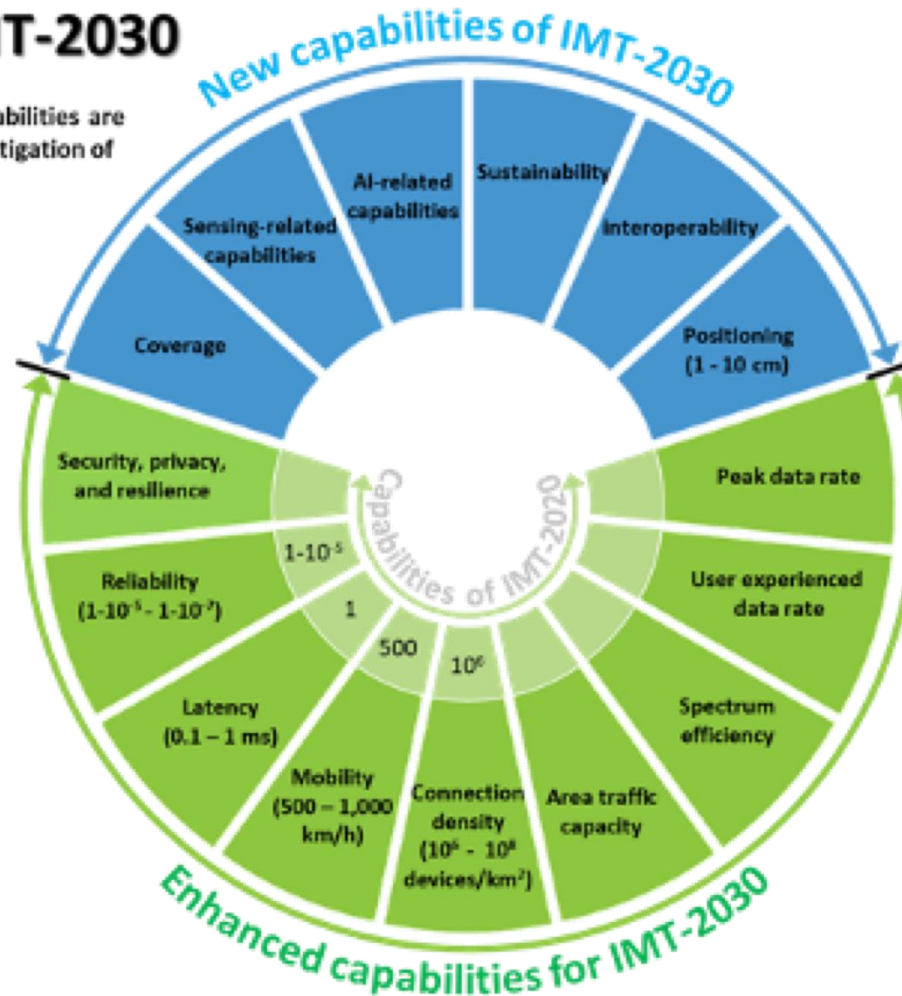 MT-2030
abilities are
tigation of
New capabilities of IMT-2030
Coverage
Sensing-related
capabilities
AI-related
capabilities
Sustainability
Interoperability
Positioning
(1 - 10 cm)
Security, privacy,
and resilience
Reliability
(1-10⁻⁵ - 1-10⁻⁷)
Latency
(0.1 – 1 ms)
Mobility
(500 – 1,000
km/h)
Connection
density
(10⁶ - 10⁸
devices/km²)
Area traffic
capacity
Spectrum
efficiency
User experienced
data rate
Peak data rate
1-10⁻⁵
1
500
10⁶
Capabilities of IMT-2020
Enhanced capabilities for IMT-2030